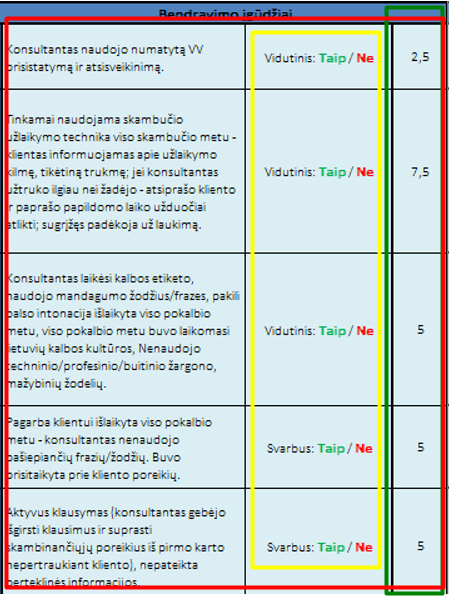 Bendravimo įgūdžiai
Konsultantas naudojo numatytą VV
prisistatymą ir atsisveikinimą.
Vidutinis: Taip / Ne
2,5
Tinkamai naudojama skambučio
užlaikymo technika viso skambučio metu -
klientas informuojamas apie užlaikymo
kilmę, tikėtiną trukmę; jei konsultantas
užtruko ilgiau nei žadėjo - atsiprašo kliento
ir paprašo papildomo laiko užduočiai
atlikti; sugrįžęs padėkoja už laukimą.
Vidutinis: Taip / Ne
7,5
Konsultantas laikėsi kalbos etiketo,
naudojo mandagumo žodžius/frazes, pakili
balso intonacija išlaikyta viso pokalbio
metu, viso pokalbio metu buvo laikomasi
lietuvių kalbos kultūros, Nenaudojo
techninio/profesinio/buitinio žargono,
mažybinių žodelių.
Vidutinis: Taip / Ne
5
Pagarba klientui išlaikyta viso pokalbio
metu - konsultantas nenaudojo
pašiepiančių frazių/žodžių. Buvo
prisitaikyta prie kliento poreikių.
Svarbus: Taip / Ne
5
Aktyvus klausymas (konsultantas gebėjo
išgirsti klausimus ir suprasti
skambinančiųjų poreikius iš pirmo karto
nepertraukiant kliento), nepateikta
perteklinės informacijos.
Svarbus: Taip / Ne
5